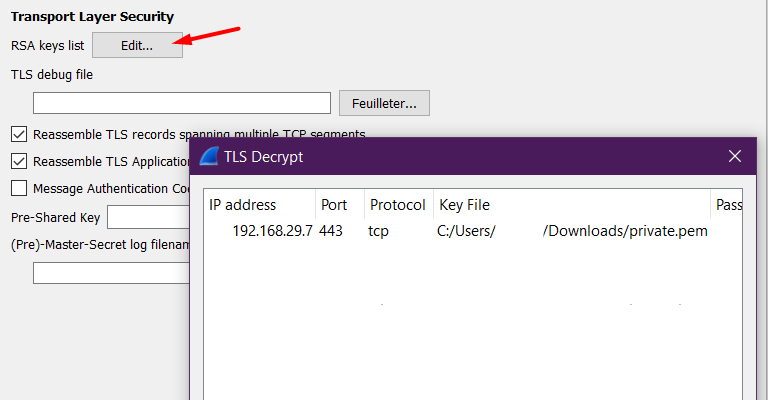 Transport Layer Security
RSA keys list Edit...
TLS debug file
Feuilleter...
Reassemble TLS records spanning multiple TCP segments
Reassemble TLS Application
Message Authentication Co
Pre-Shared Key
(Pre)-Master-Secret log filenam
TLS Decrypt
IP address Port Protocol Key File Pass
192.168.29.7 443 tcp C:/Users/ /Downloads/private.pem